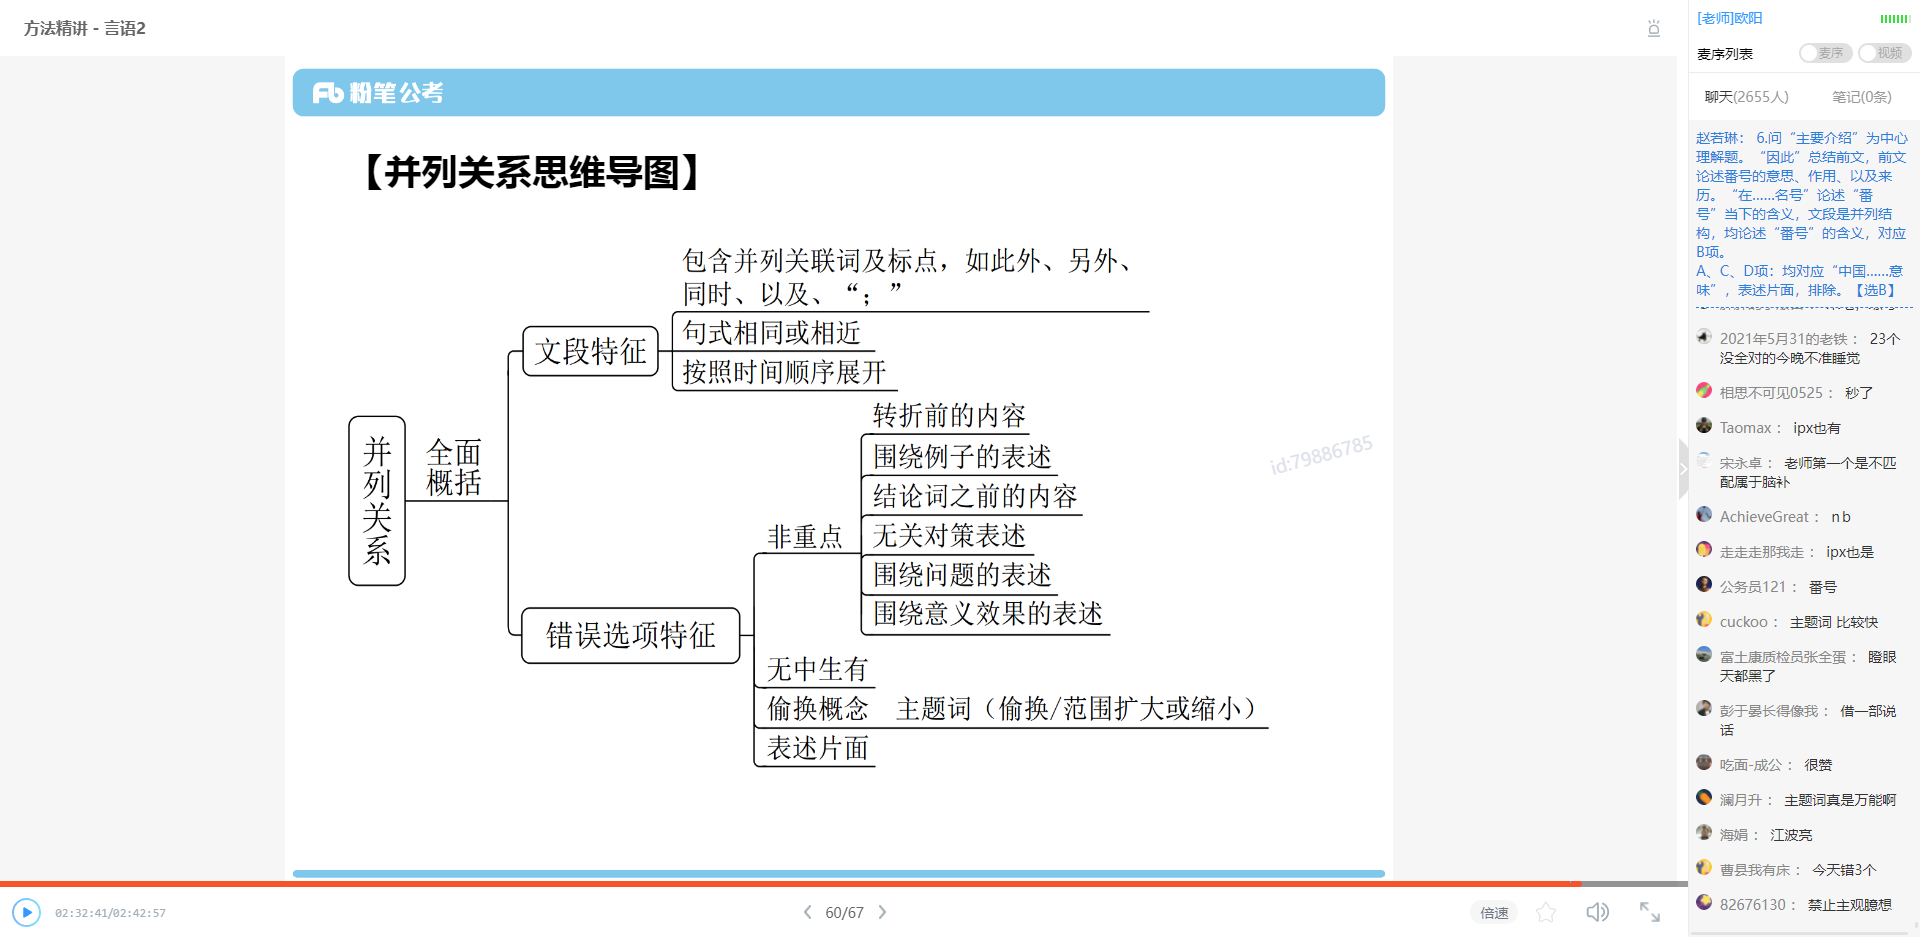 方法精讲 - 言语2
粉笔公考
【并列关系思维导图】
并列关系
全面
概括
文段特征
包含并列关联词及标点，如此外、另外、
同时、以及、“；”
句式相同或相近
按照时间顺序展开
错误选项特征
非重点
转折前的内容
围绕例子的表述
结论词之前的内容
无关对策表述
围绕问题的表述
围绕意义效果的表述
无中生有
偷换概念 主题词（偷换/范围扩大或缩小）
表述片面
id:79886785
02:32:41/02:42:57
60/67
倍速
[老师]欧阳
麦序列表 麦序 视频
聊天(2655人) 笔记(0条)
赵若琳： 6.问“主要介绍”为中心
理解题。“因此”总结前文，前文
论述番号的意思、作用、以及来
历。“在……名号”论述“番
号”当下的含义，文段是并列结
构，均论述“番号”的含义，对应
B项。
A、C、D项：均对应“中国……意
味”，表述片面，排除。【选B】
2021年5月31的老铁： 23个
没全对的今晚不准睡觉
相思不可见0525： 秒了
Taomax： ipx也有
宋永卓： 老师第一个是不匹
配属于脑补
AchieveGreat： n b
走走走那我走： ipx也是
公务员121： 番号
cuckoo： 主题词 比较快
富土康质检员张全蛋： 瞪眼
天都黑了
彭于晏长得像我： 借一部说
话
吃面-成公： 很赞
澜月升： 主题词真是万能啊
海娟： 江波亮
曹县我有床： 今天错3个
82676130： 禁止主观臆想